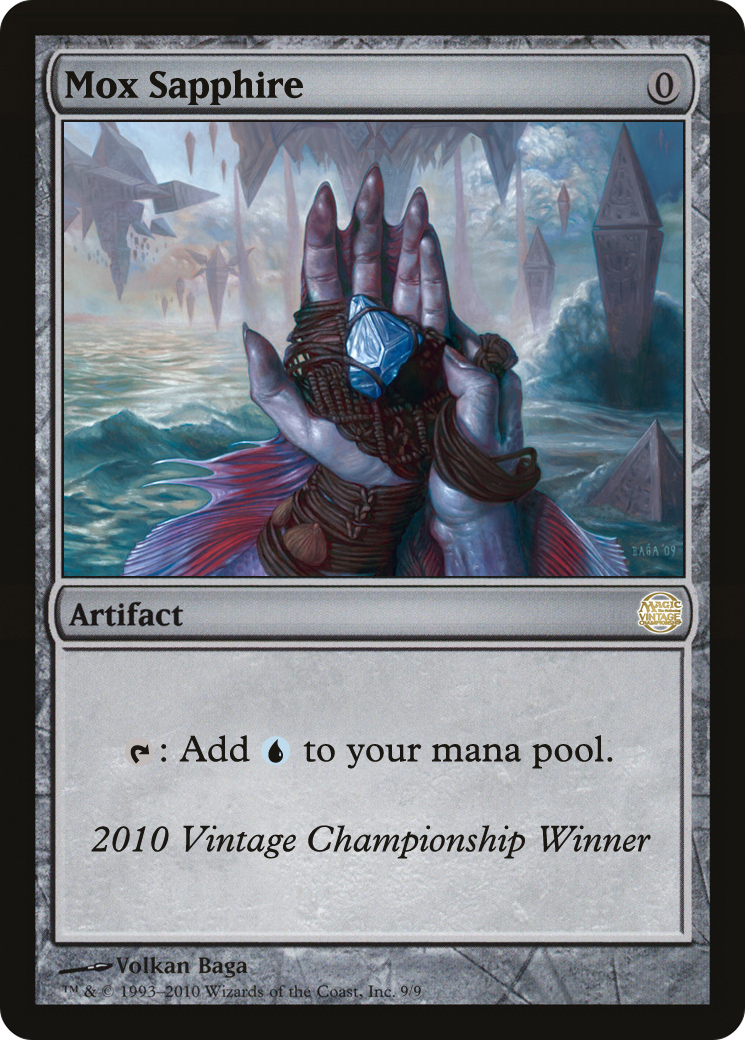 Mox Sapphire 0
BAGA '09
Artifact
MAGIC
VINTAGE
CHAMPIONSHIP
: Add to your mana pool.
2010 Vintage Championship Winner
Volkan Baga
™ & © 1993–2010 Wizards of the Coast, Inc. 9/9